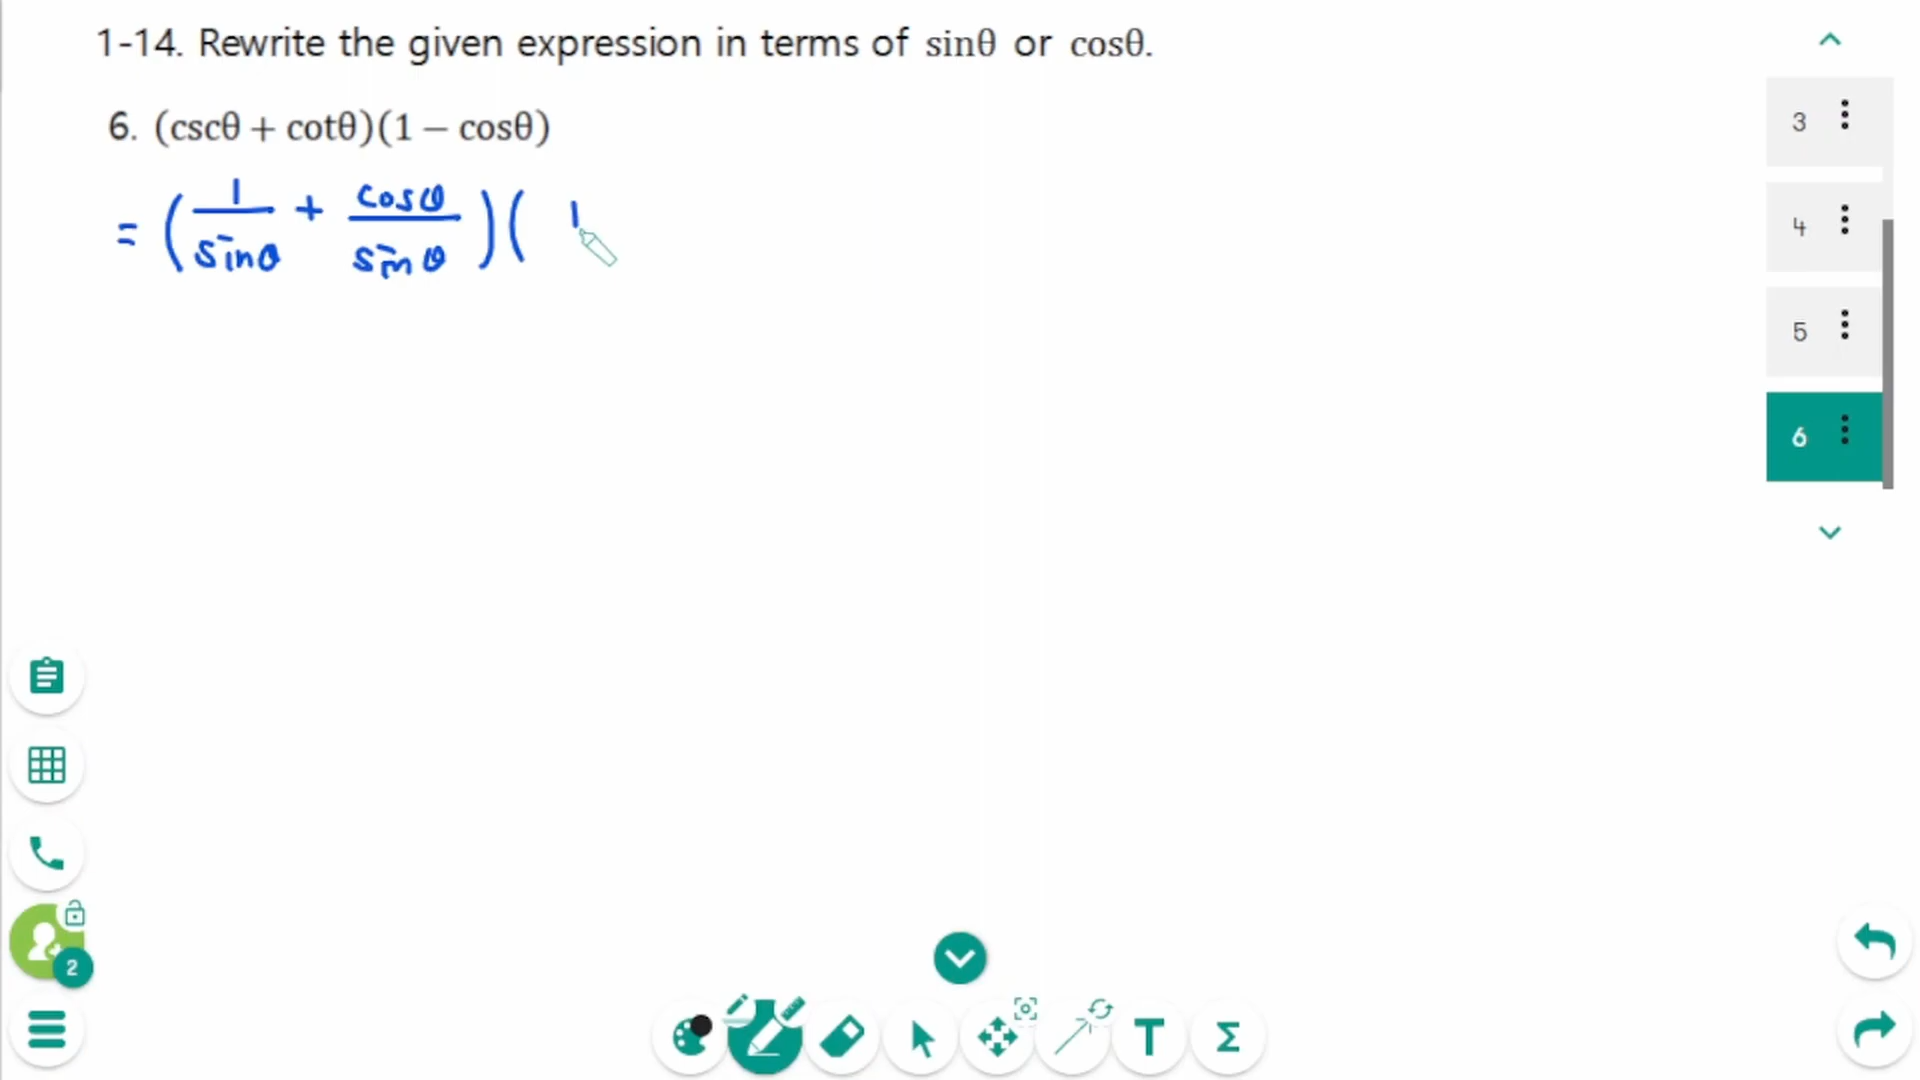 1-14. Rewrite the given expression in terms of sinθ or cosθ.
6. (cscθ + cotθ)(1 − cosθ)
= (1/sinθ + cosθ/sinθ)( 1
3
4
5
6
2
T
Σ